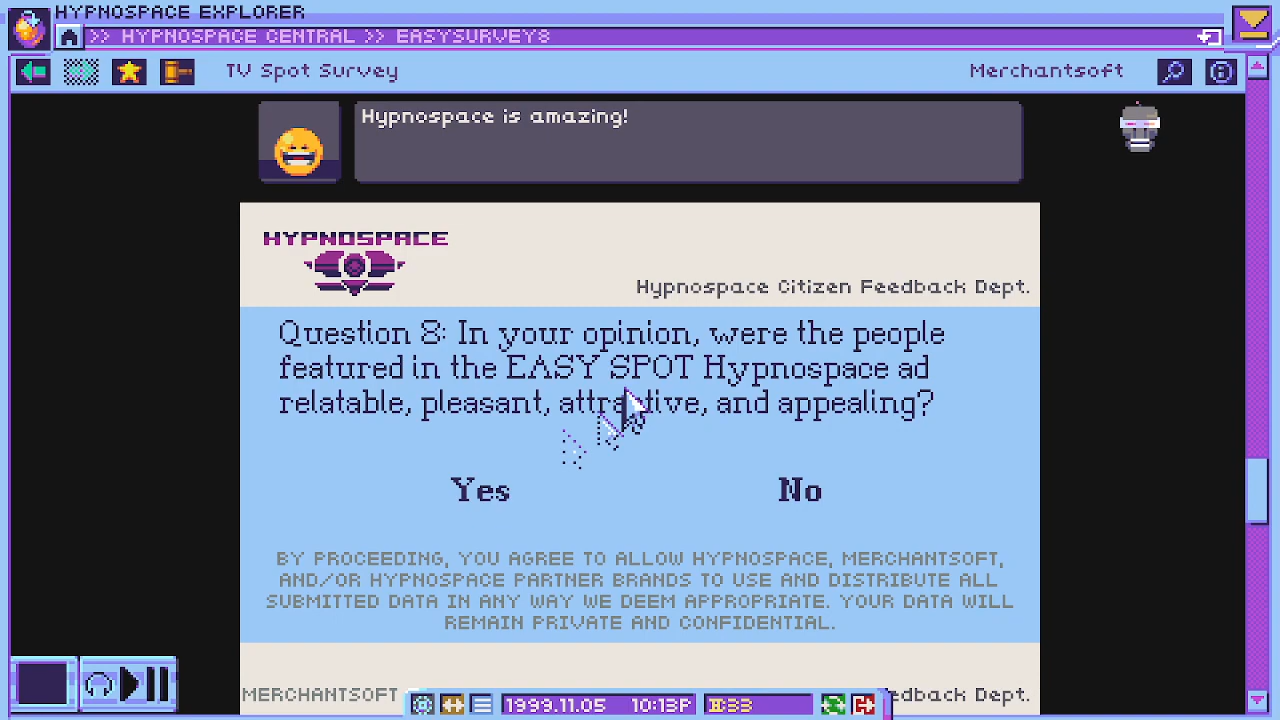 HYPNOSPACE EXPLORER
>> HYPNOSPACE CENTRAL >> EASYSURVEY8
TV Spot Survey
Merchantsoft
Hypnospace is amazing!
HYPNOSPACE
Hypnospace Citizen Feedback Dept.
Question 8: In your opinion, were the people
featured in the EASY SPOT Hypnospace ad
relatable, pleasant, attractive, and appealing?
Yes No
BY PROCEEDING, YOU AGREE TO ALLOW HYPNOSPACE, MERCHANTSOFT,
AND/OR HYPNOSPACE PARTNER BRANDS TO USE AND DISTRIBUTE ALL
SUBMITTED DATA IN ANY WAY WE DEEM APPROPRIATE. YOUR DATA WILL
REMAIN PRIVATE AND CONFIDENTIAL.
MERCHANTSOFT
edback Dept.
1999.11.05 10:13P